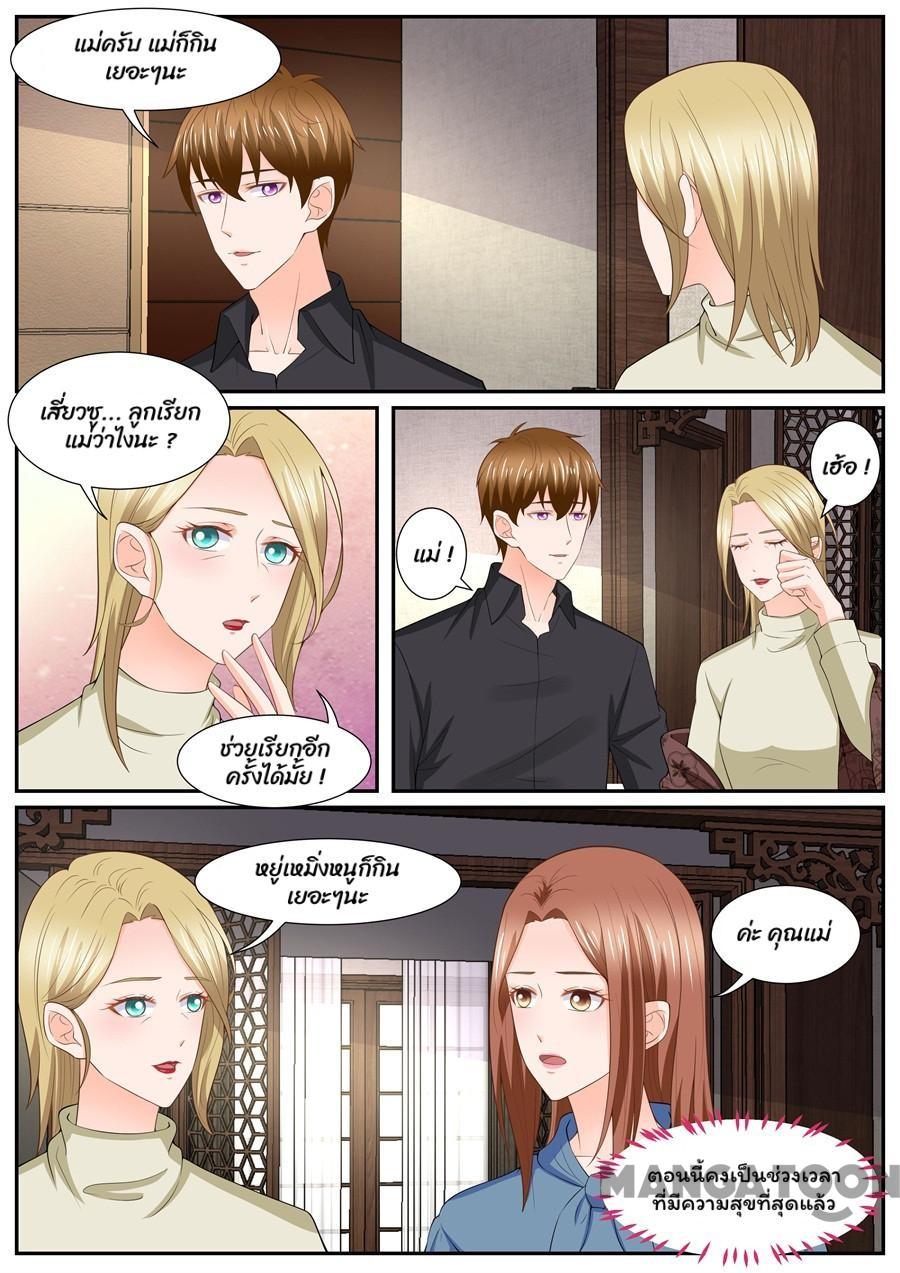 แม่ครับ แม่ก็กิน
เยอะๆนะ
เสี่ยวซู... ลูกเรียก
แม่ว่าไงนะ ?
ช่วยเรียกอีก
ครั้งได้มั้ย !
แม่ !
เฮ้อ !
หยู่เหมิ่งหนูก็กิน
เยอะๆนะ
ค่ะ คุณแม่
ตอนนี้คงเป็นช่วงเวลา
ที่มีความสุขที่สุดแล้ว
MANGATOON